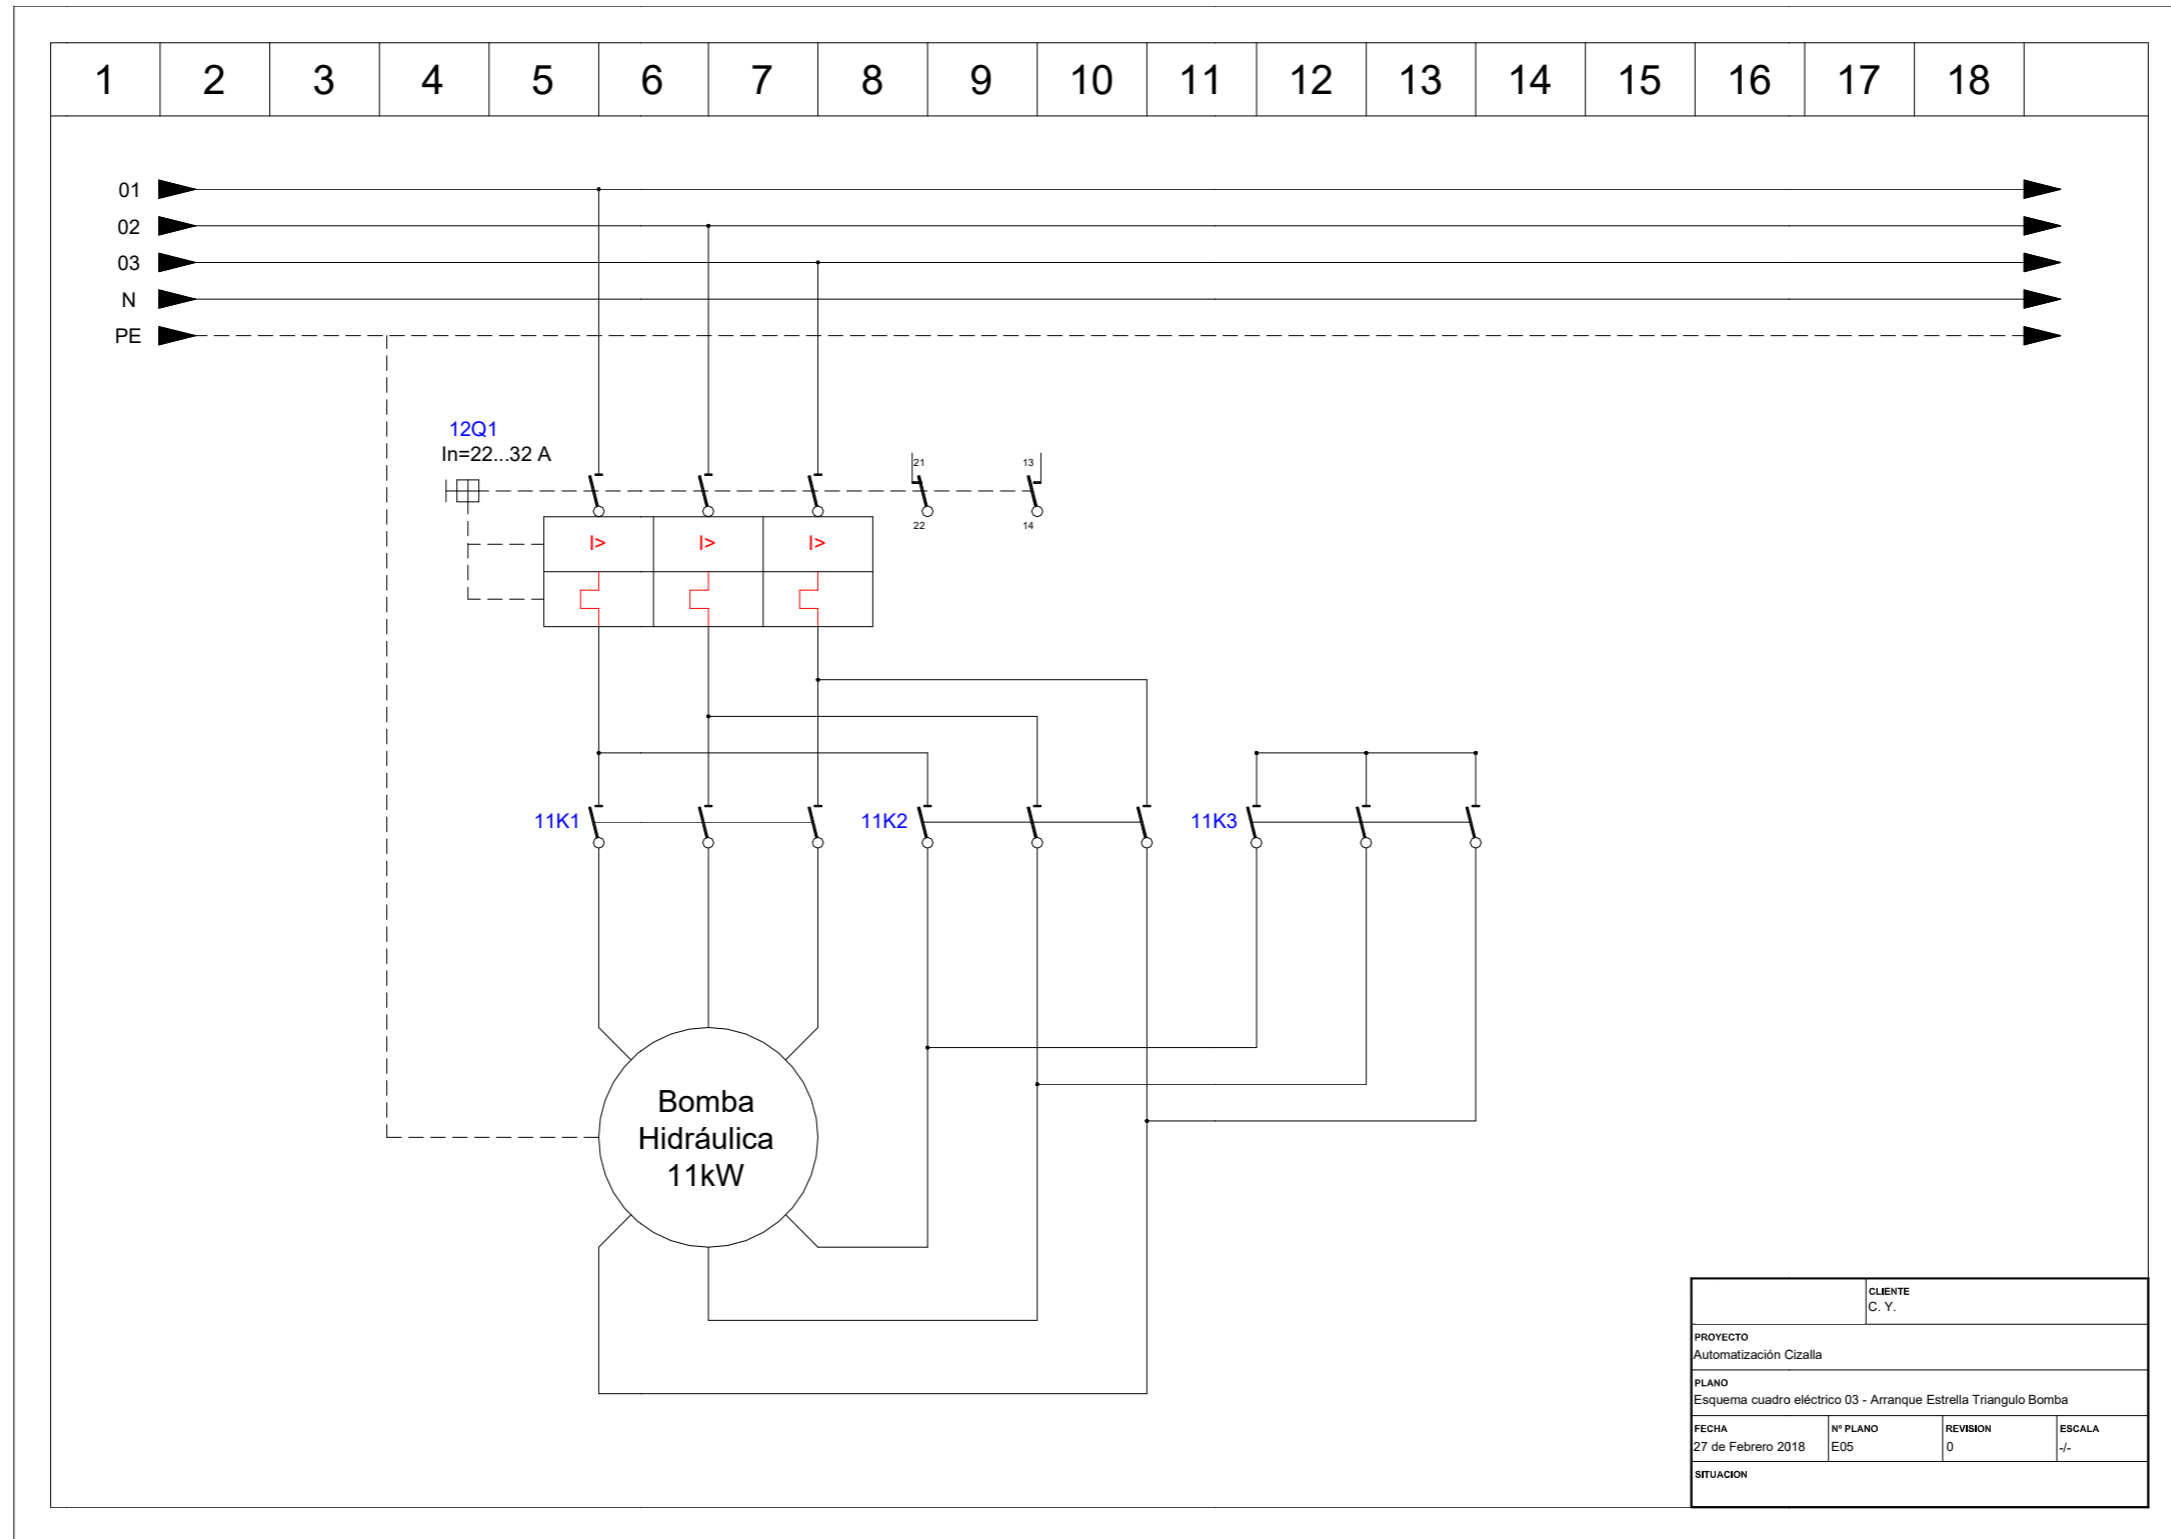 1 2 3 4 5 6 7 8 9 10 11 12 13 14 15 16 17 18
01
02
03
N
PE
12Q1
In=22...32 A
21 13
22 14
I> I> I>
11K1 11K2 11K3
Bomba
Hidráulica
11kW
CLIENTE
C. Y.
PROYECTO
Automatización Cizalla
PLANO
Esquema cuadro eléctrico 03 - Arranque Estrella Triangulo Bomba
FECHA Nº PLANO REVISION ESCALA
27 de Febrero 2018 E05 0 -/-
SITUACION